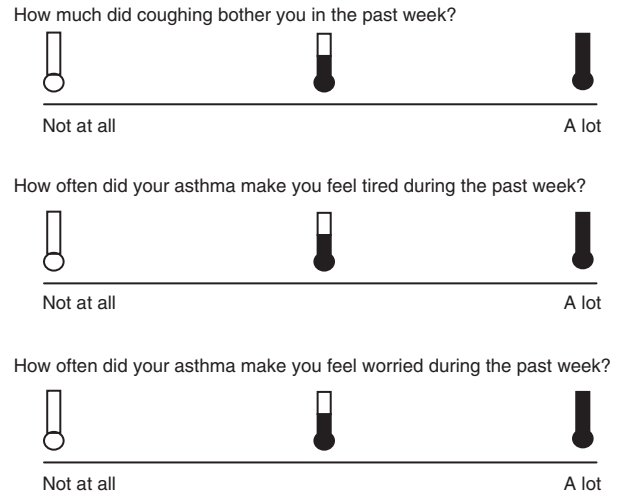 How much did coughing bother you in the past week?
Not at all A lot
How often did your asthma make you feel tired during the past week?
Not at all A lot
How often did your asthma make you feel worried during the past week?
Not at all A lot